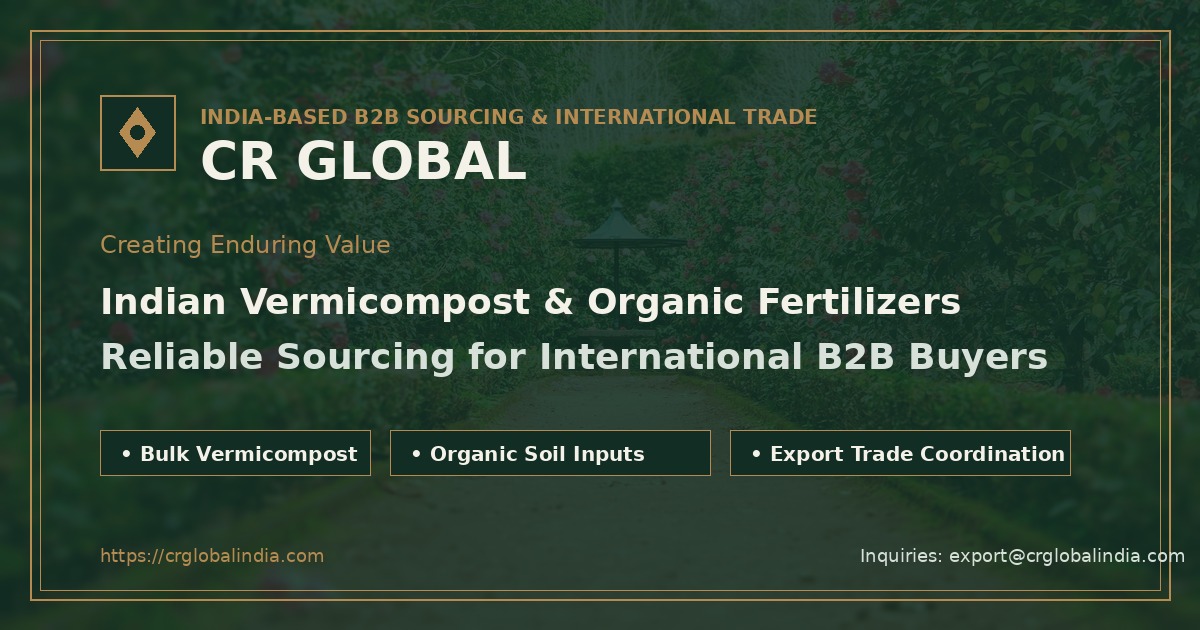 INDIA-BASED B2B SOURCING & INTERNATIONAL TRADE
CR GLOBAL
Creating Enduring Value
Indian Vermicompost & Organic Fertilizers
Reliable Sourcing for International B2B Buyers
• Bulk Vermicompost
• Organic Soil Inputs
• Export Trade Coordination
https://crglobalindia.com
Inquiries: export@crglobalindia.com